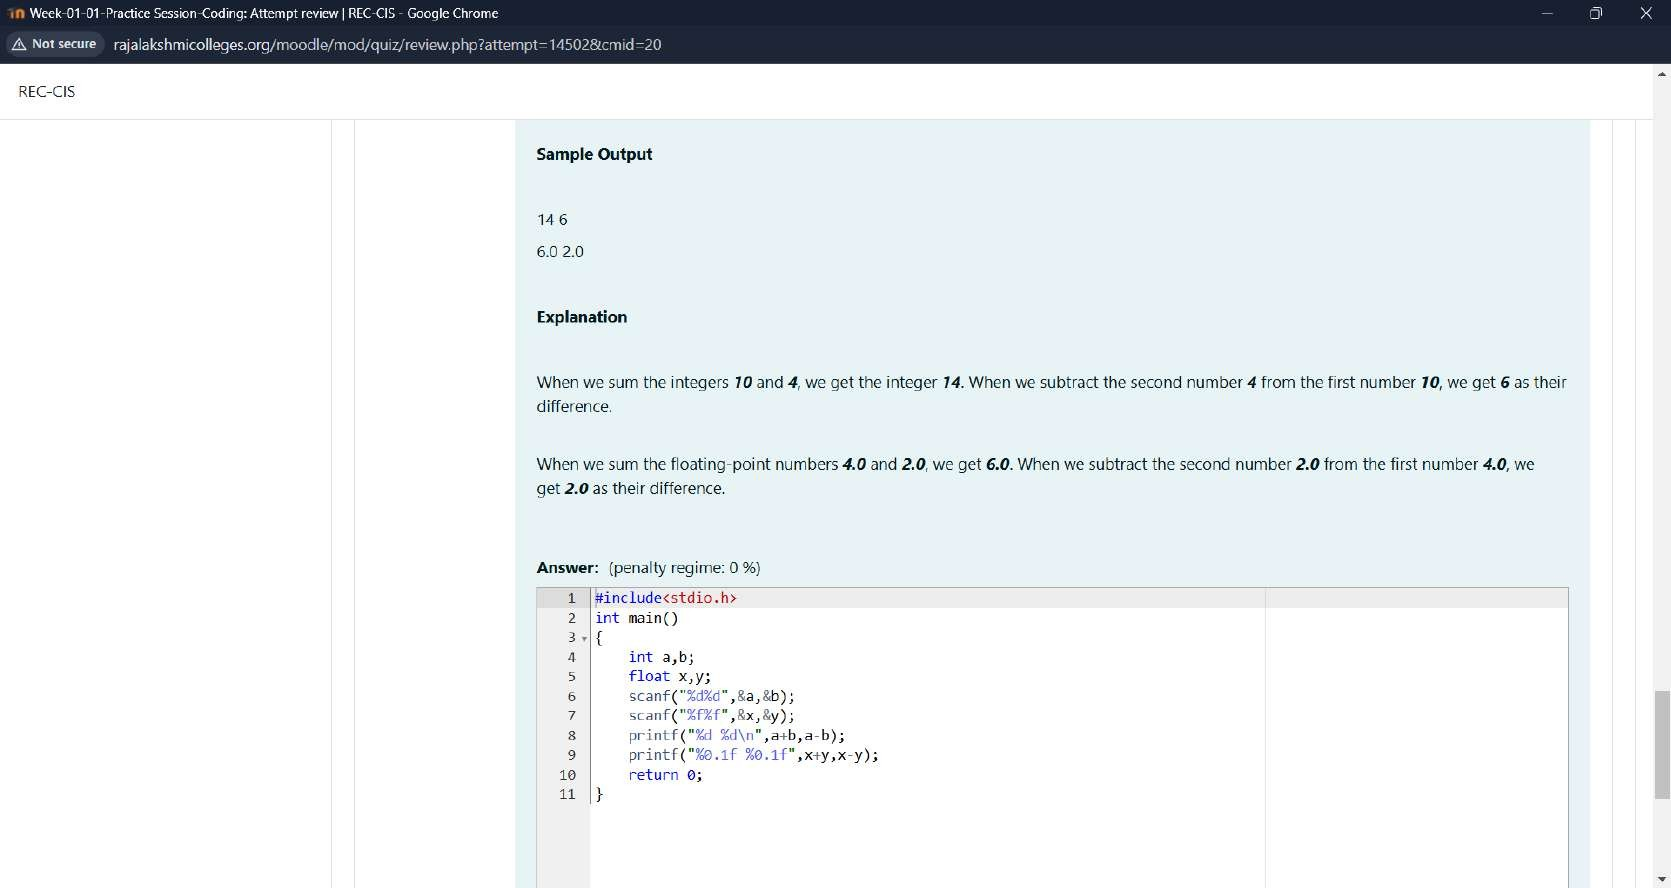 Week-01-01-Practice Session-Coding: Attempt review | REC-CIS - Google Chrome
Not secure rajalakshmicolleges.org/moodle/mod/quiz/review.php?attempt=14502&cmid=20
REC-CIS
Sample Output
14 6
6.0 2.0
Explanation
When we sum the integers 10 and 4, we get the integer 14. When we subtract the second number 4 from the first number 10, we get 6 as their
difference.
When we sum the floating-point numbers 4.0 and 2.0, we get 6.0. When we subtract the second number 2.0 from the first number 4.0, we
get 2.0 as their difference.
Answer: (penalty regime: 0 %)
1 #include<stdio.h>
2 int main()
3 {
4 int a,b;
5 float x,y;
6 scanf("%d%d",&a,&b);
7 scanf("%f%f",&x,&y);
8 printf("%d %d\n",a+b,a-b);
9 printf("%0.1f %0.1f",x+y,x-y);
10 return 0;
11 }